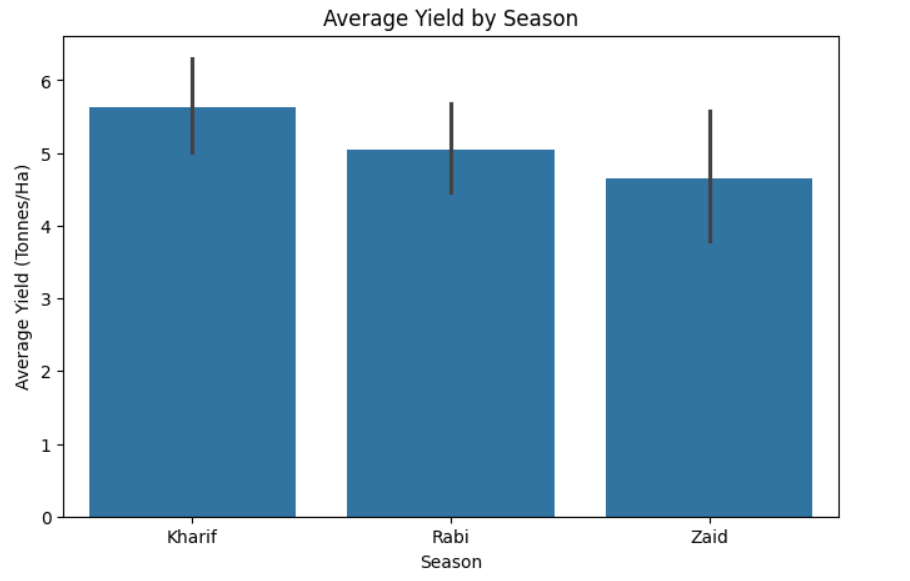 Average Yield by Season
Average Yield (Tonnes/Ha)
6
5
4
3
2
1
0
Kharif
Rabi
Zaid
Season